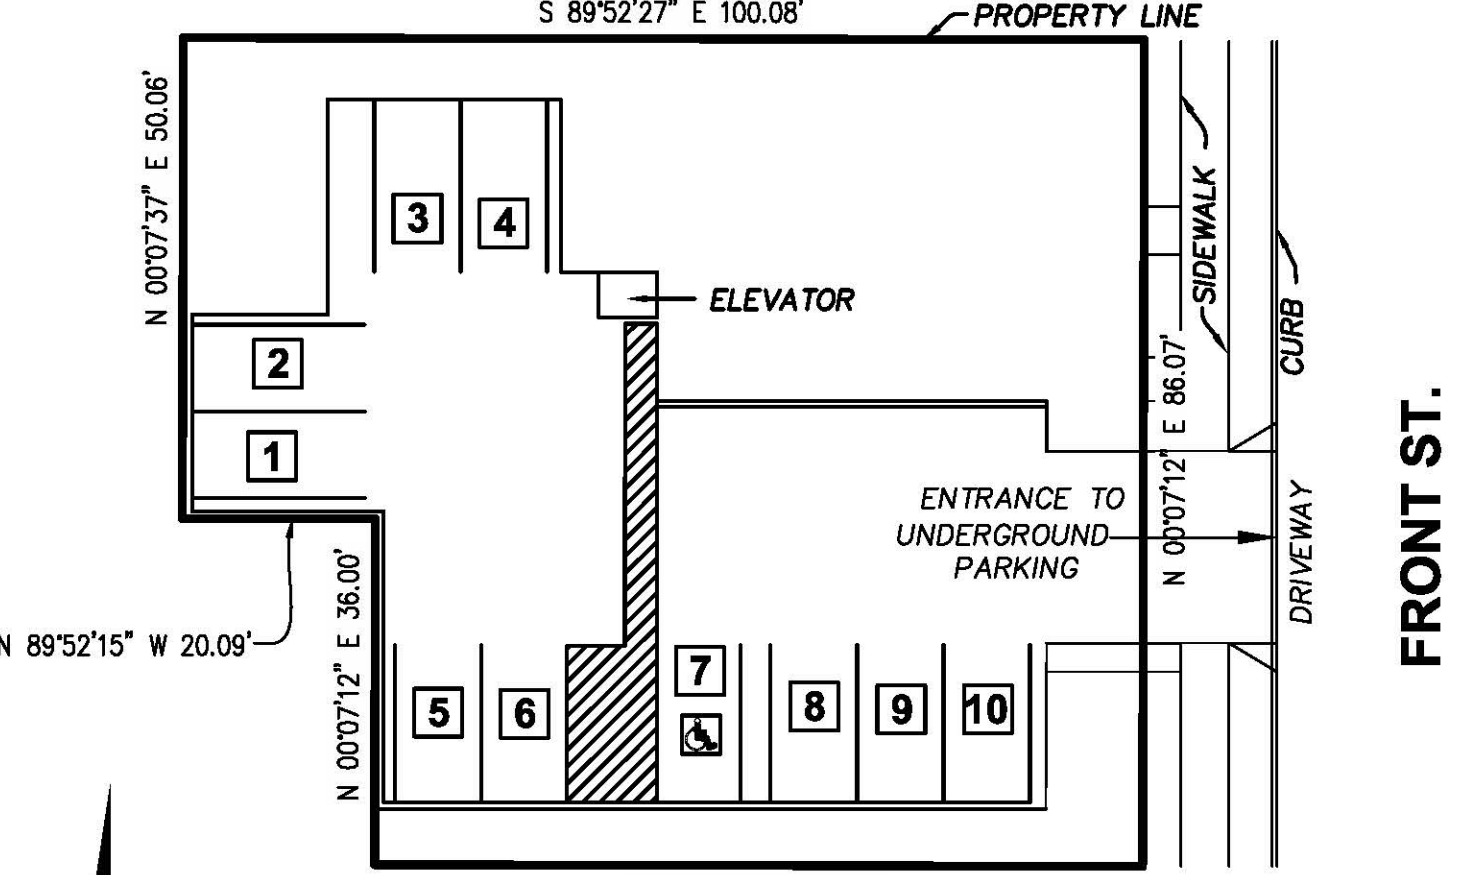 S 89°52'27" E 100.08'
PROPERTY LINE
N 00°07'37" E 50.06'
3
4
SIDEWALK
ELEVATOR
CURB
2
1
N 00°07'12" E 86.07'
FRONT ST.
ENTRANCE TO
UNDERGROUND
PARKING
DRIVEWAY
N 89°52'15" W 20.09'
N 00°07'12" E 36.00'
5
6
7
8
9
10